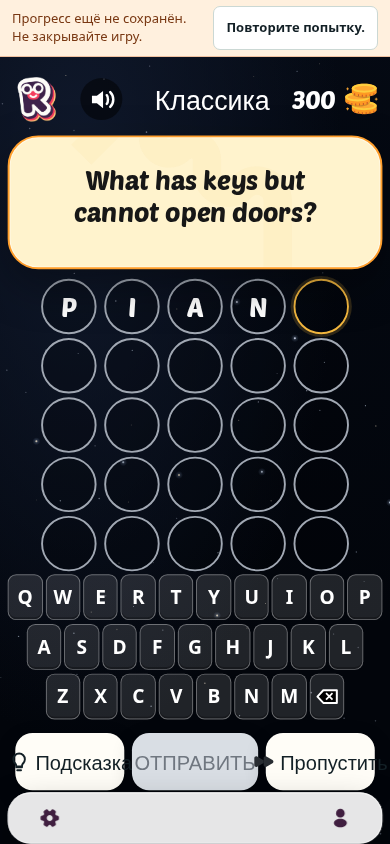 Прогресс ещё не сохранён.
Не закрывайте игру.
Повторите попытку.
R
Классика
300
What has keys but
cannot open doors?
P I A N
Q W E R T Y U I O P
A S D F G H J K L
Z X C V B N M
Подсказка
ОТПРАВИТЬ
Пропустить